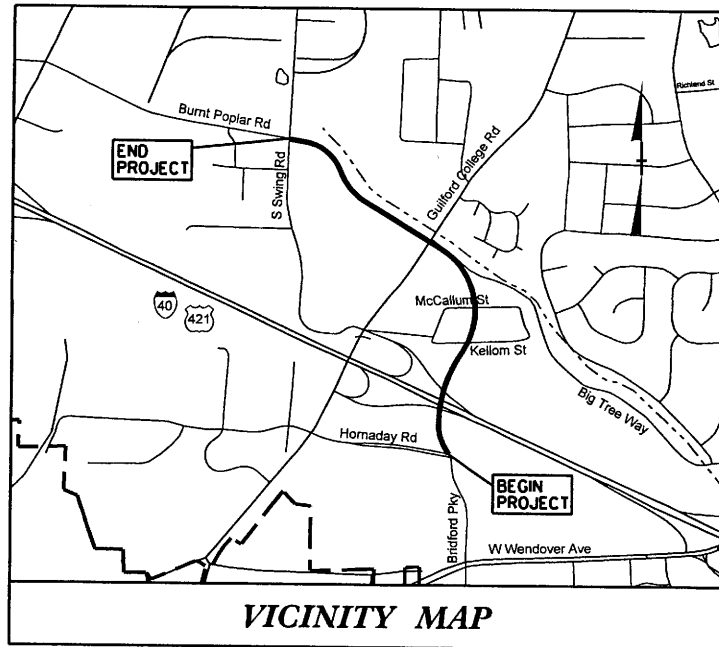 Richland St
Burnt Poplar Rd
END
PROJECT
S Swing Rd
Guilford College Rd
40
421
McCallum St
Kellom St
Big Tree Way
Hornaday Rd
BEGIN
PROJECT
Bridford Pky
W Wendover Ave
VICINITY MAP